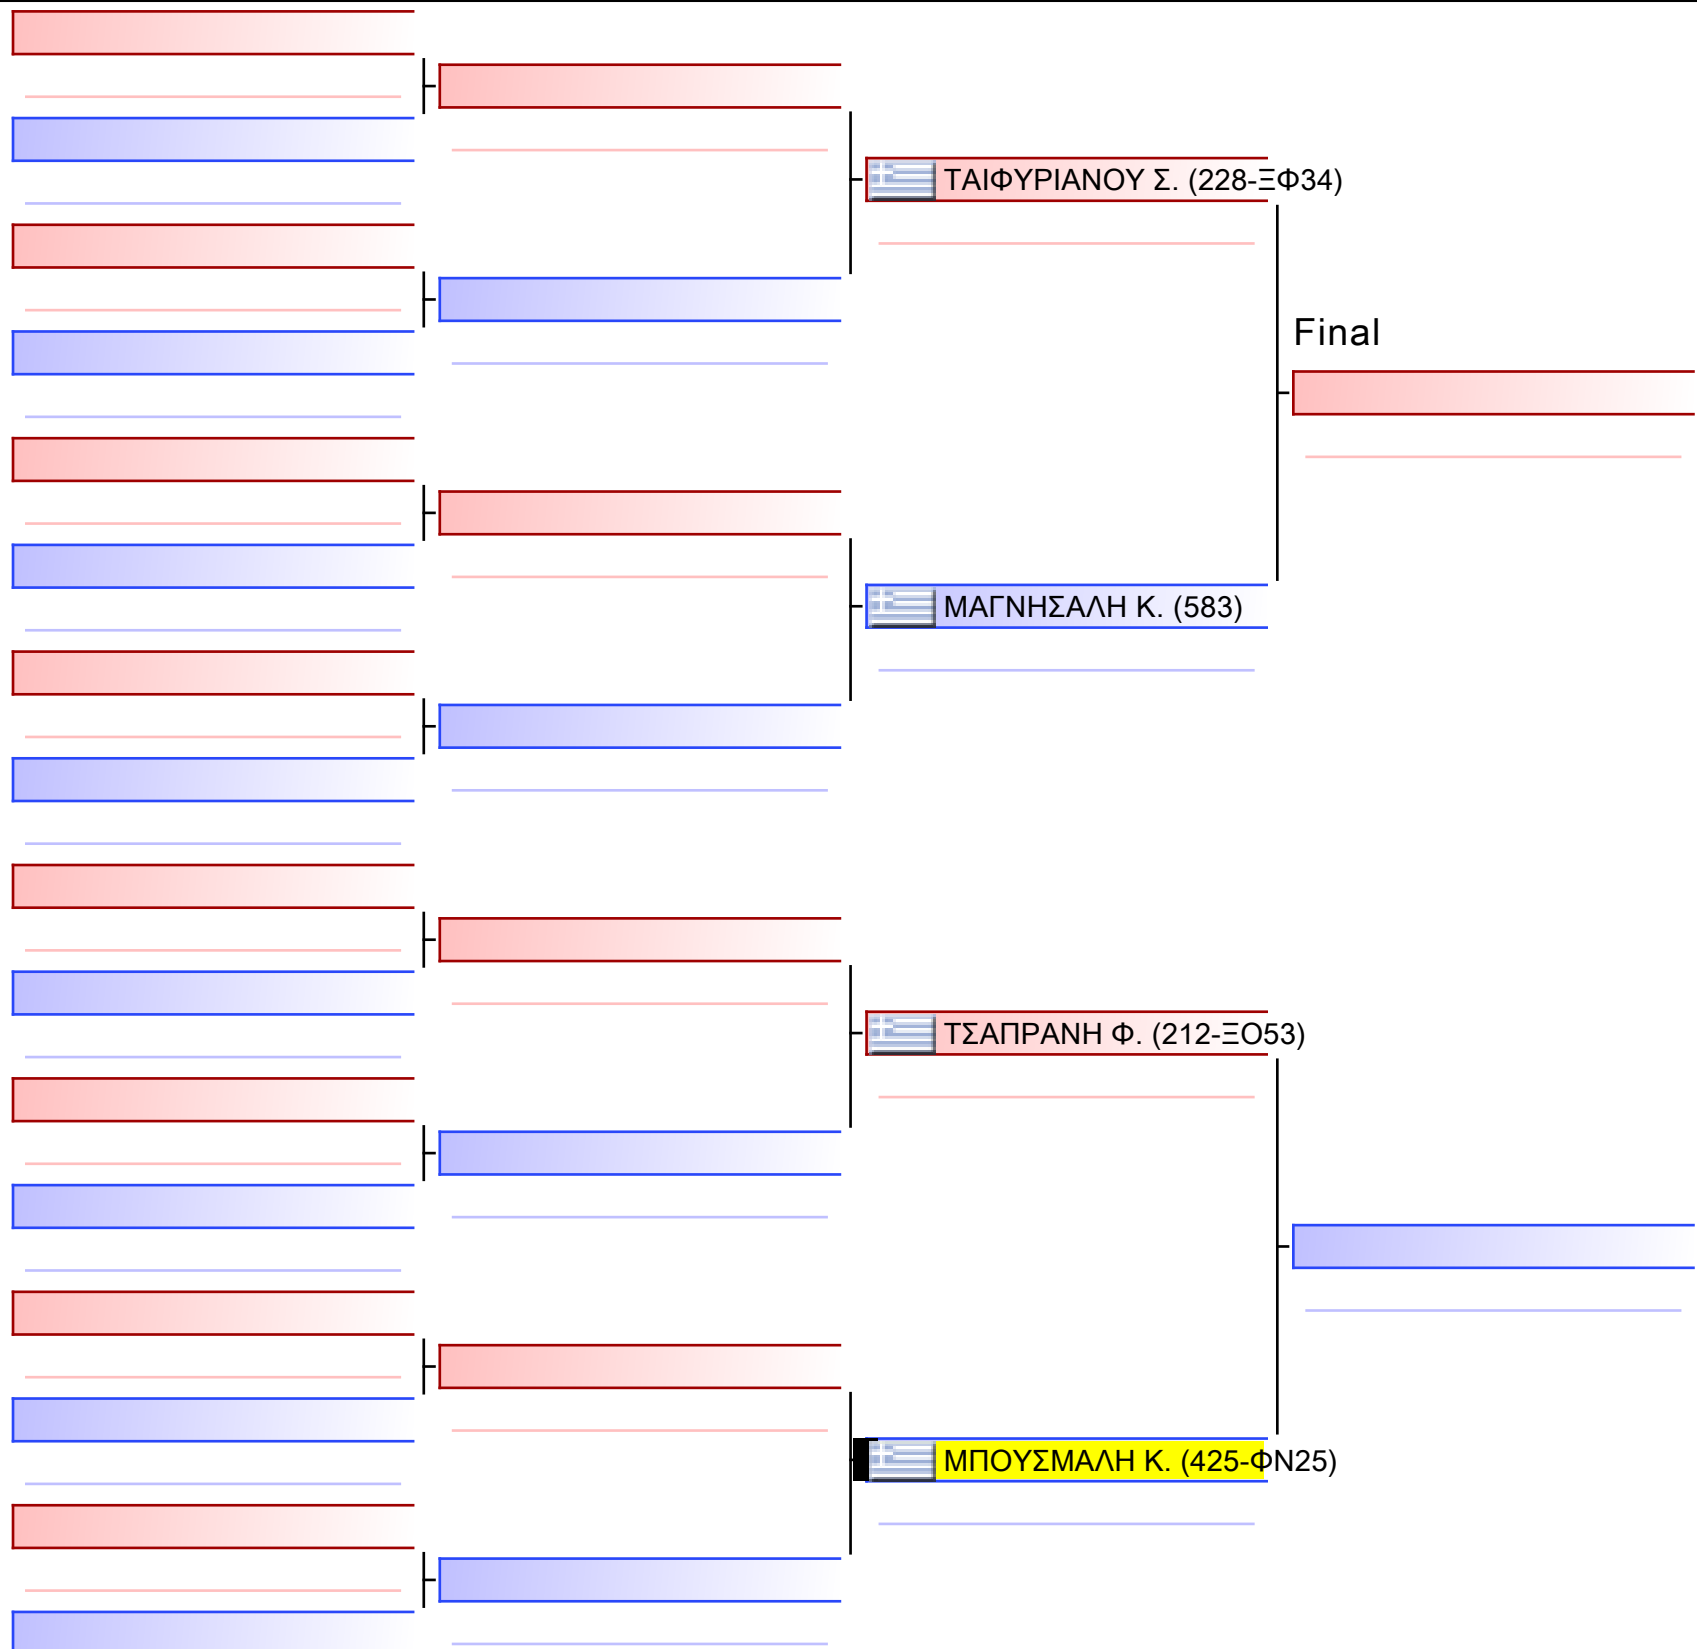 ΤΑΙΦΥΡΙΑΝΟΥ Σ. (228-ΞΦ34)
Final
ΜΑΓΝΗΣΑΛΗ Κ. (583)
ΤΣΑΠΡΑΝΗ Φ. (212-ΞΟ53)
ΜΠΟΥΣΜΑΛΗ Κ. (425-ΦΝ25)